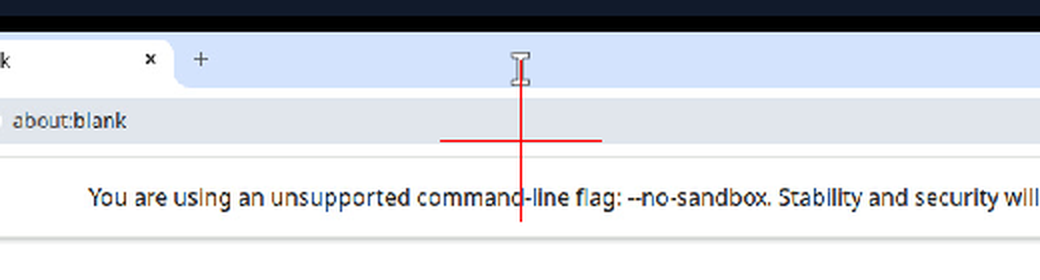 k
about:blank
You are using an unsupported command-line flag: --no-sandbox. Stability and security will